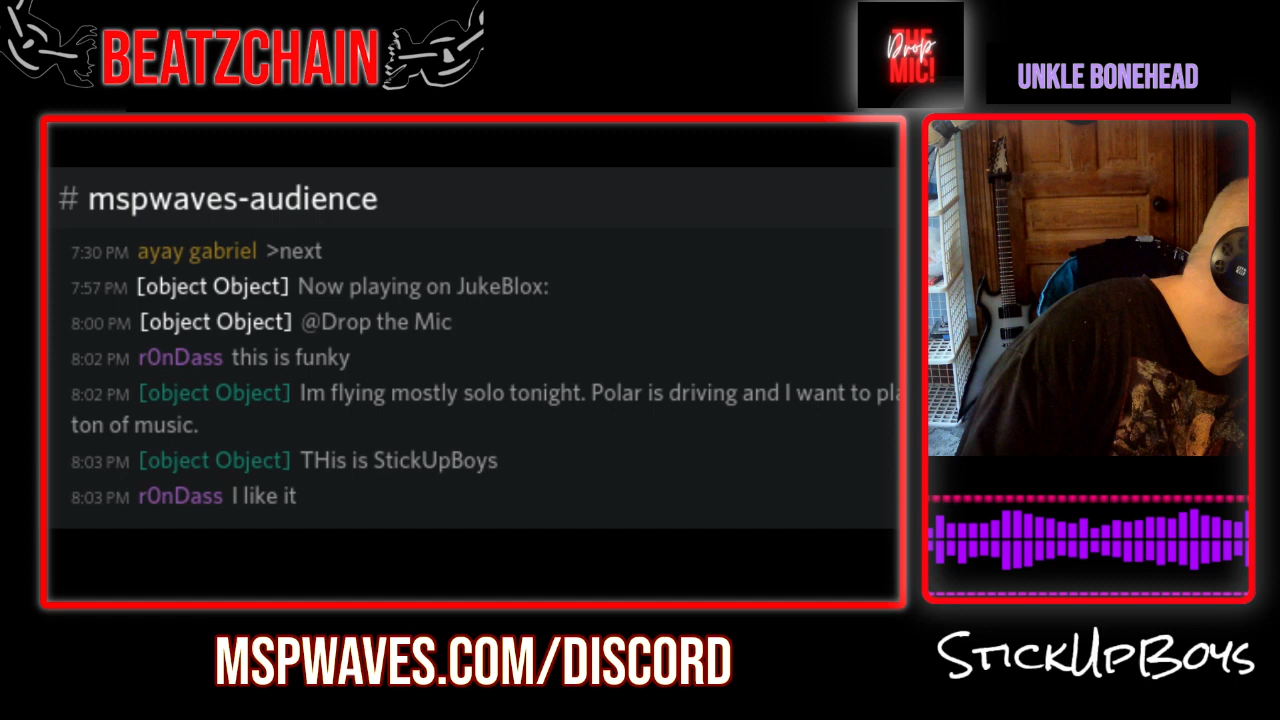 BEATZCHAIN
THE
Drop
MIC!
UNKLE BONEHEAD
# mspwaves-audience
7:30 PM ayay gabriel >next
7:57 PM [object Object] Now playing on JukeBlox:
8:00 PM [object Object] @Drop the Mic
8:02 PM r0nDass this is funky
8:02 PM [object Object] Im flying mostly solo tonight. Polar is driving and I want to pla
ton of music.
8:03 PM [object Object] THis is StickUpBoys
8:03 PM r0nDass I like it
MSPWAVES.COM/DISCORD
STICKUPBOYS